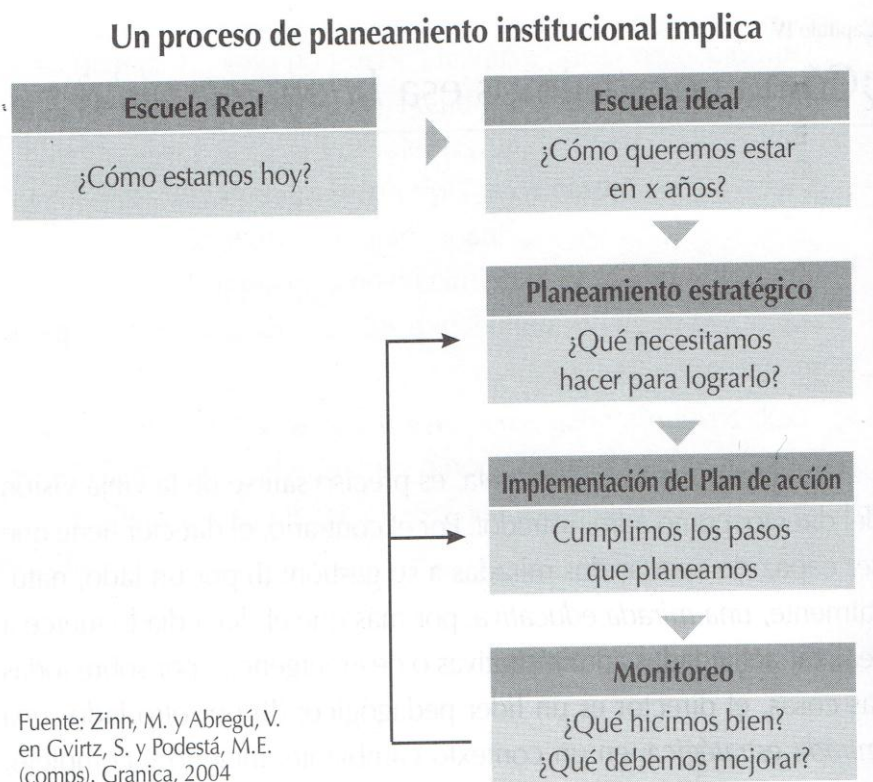 Un proceso de planeamiento institucional implica
Escuela Real
¿Cómo estamos hoy?
Escuela ideal
¿Cómo queremos estar
en x años?
Planeamiento estratégico
¿Qué necesitamos
hacer para lograrlo?
Implementación del Plan de acción
Cumplimos los pasos
que planeamos
Monitoreo
¿Qué hicimos bien?
¿Qué debemos mejorar?
Fuente: Zinn, M. y Abregú, V.
en Gvirtz, S. y Podestá, M.E.
(comps). Granica, 2004